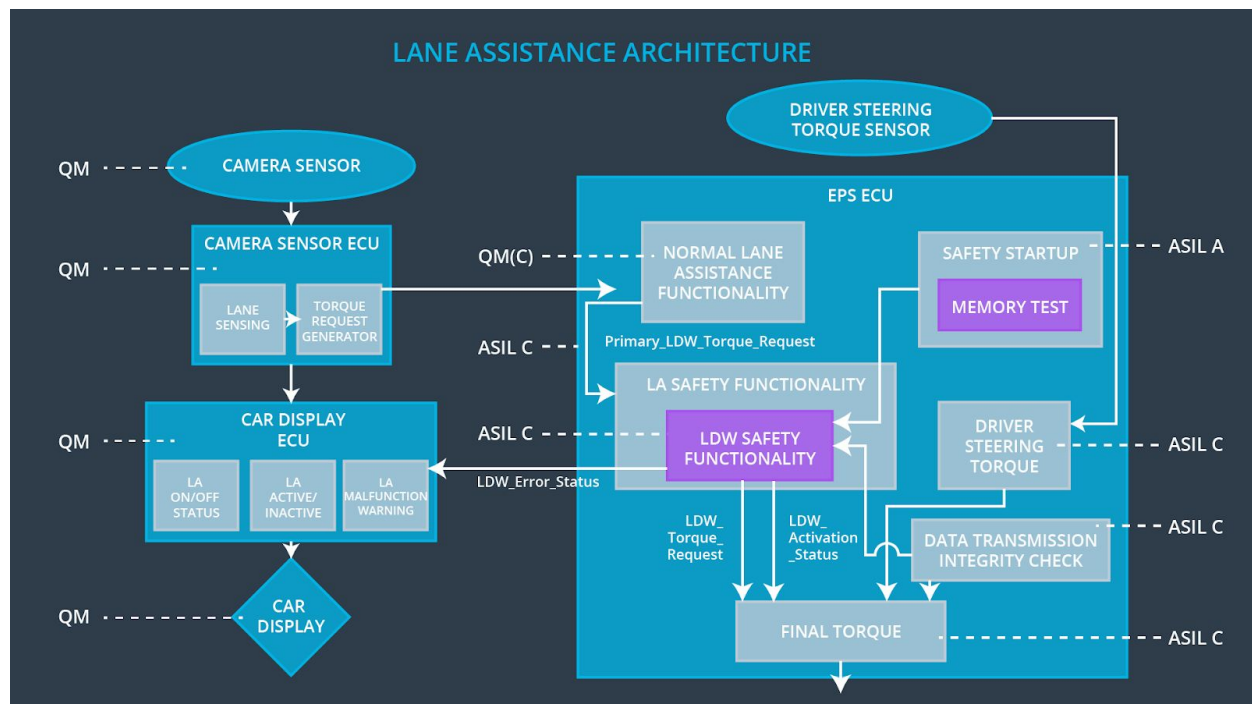 LANE ASSISTANCE ARCHITECTURE
DRIVER STEERING
TORQUE SENSOR
QM
CAMERA SENSOR
EPS ECU
CAMERA SENSOR ECU
QM
LANE
SENSING
TORQUE
REQUEST
GENERATOR
QM(C)
NORMAL LANE
ASSISTANCE
FUNCTIONALITY
SAFETY STARTUP
MEMORY TEST
ASIL A
ASIL C
Primary_LDW_Torque_Request
LA SAFETY FUNCTIONALITY
ASIL C
LDW SAFETY
FUNCTIONALITY
DRIVER
STEERING
TORQUE
ASIL C
CAR DISPLAY
ECU
QM
LA
ON/OFF
STATUS
LA
ACTIVE/
INACTIVE
LA
MALFUNCTION
WARNING
LDW_Error_Status
LDW_
Torque_
Request
LDW_
Activation
_Status
DATA TRANSMISSION
INTEGRITY CHECK
ASIL C
QM
CAR
DISPLAY
FINAL TORQUE
ASIL C